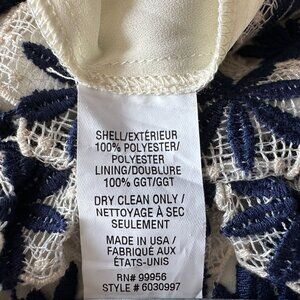 SHELL/EXTÉRIEUR
100% POLYESTER/
POLYESTER
LINING/DOUBLURE
100% GGT/GGT
DRY CLEAN ONLY /
NETTOYAGE À SEC
SEULEMENT
MADE IN USA /
FABRIQUÉ AUX
ÉTATS-UNIS
RN# 99956
STYLE # 6030997